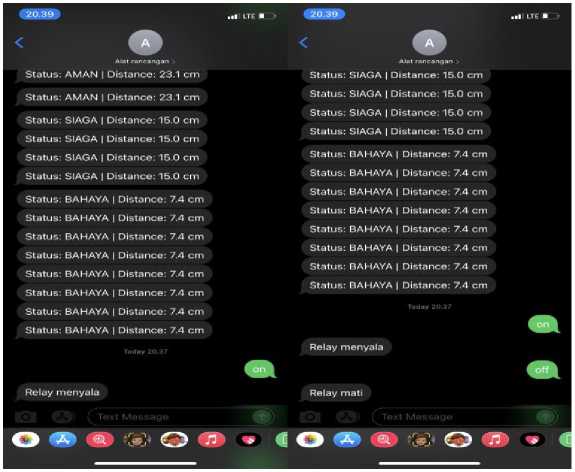 20.39
LTE
A
Alat rancangan >
Status: AMAN | Distance: 23.1 cm
Status: AMAN | Distance: 23.1 cm
Status: SIAGA | Distance: 15.0 cm
Status: SIAGA | Distance: 15.0 cm
Status: SIAGA | Distance: 15.0 cm
Status: SIAGA | Distance: 15.0 cm
Status: BAHAYA | Distance: 7.4 cm
Status: BAHAYA | Distance: 7.4 cm
Status: BAHAYA | Distance: 7.4 cm
Status: BAHAYA | Distance: 7.4 cm
Status: BAHAYA | Distance: 7.4 cm
Status: BAHAYA | Distance: 7.4 cm
Status: BAHAYA | Distance: 7.4 cm
Status: BAHAYA | Distance: 7.4 cm
Today 20.37
on
Relay menyala
Text Message
20.39
LTE
A
Alat rancangan >
Status: SIAGA | Distance: 15.0 cm
Status: SIAGA | Distance: 15.0 cm
Status: SIAGA | Distance: 15.0 cm
Status: SIAGA | Distance: 15.0 cm
Status: BAHAYA | Distance: 7.4 cm
Status: BAHAYA | Distance: 7.4 cm
Status: BAHAYA | Distance: 7.4 cm
Status: BAHAYA | Distance: 7.4 cm
Status: BAHAYA | Distance: 7.4 cm
Status: BAHAYA | Distance: 7.4 cm
Status: BAHAYA | Distance: 7.4 cm
Status: BAHAYA | Distance: 7.4 cm
Today 20.37
on
Relay menyala
off
Relay mati
Text Message